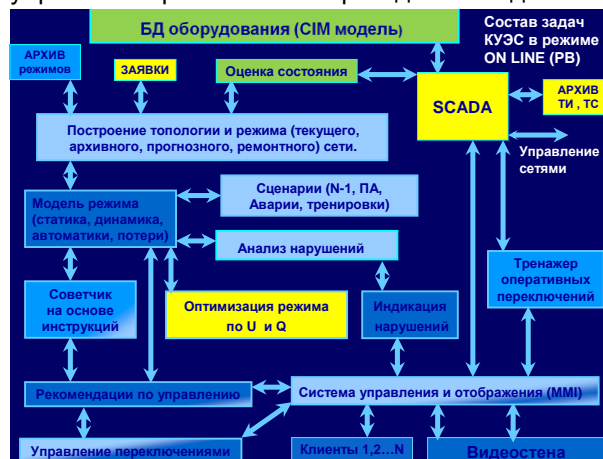 БД оборудования (CIM модель)
Состав задач
КУЭС в режиме
ON LINE (РВ)
АРХИВ
режимов
ЗАЯВКИ
Оценка состояния
SCADA
АРХИВ
ТИ , ТС
Построение топологии и режима (текущего,
архивного, прогнозного, ремонтного) сети.
Управление
сетями
Модель режима
(статика, динамика,
автоматики, потери)
Сценарии (N-1, ПА,
Аварии, тренировки)
Анализ нарушений
Тренажер
оперативных
переключений
Советчик
на основе
инструкций
Оптимизация режима
по U и Q
Индикация
нарушений
Рекомендации по управлению
Система управления и отображения (MMI)
Управление переключениями
Клиенты 1,2...N
Видеостена